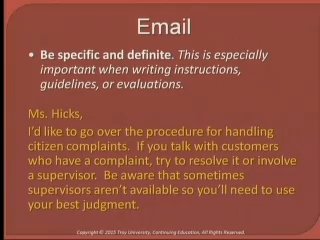 Email
• Be specific and definite. This is especially
important when writing instructions,
guidelines, or evaluations.
Ms. Hicks,
I'd like to go over the procedure for handling
citizen complaints.  If you talk with customers
who have a complaint, try to resolve it or involve
a supervisor.  Be aware that sometimes
supervisors aren't available so you'll need to use
your best judgment.
Copyright © 2015 Troy University, Continuing Education, All Rights Reserved.